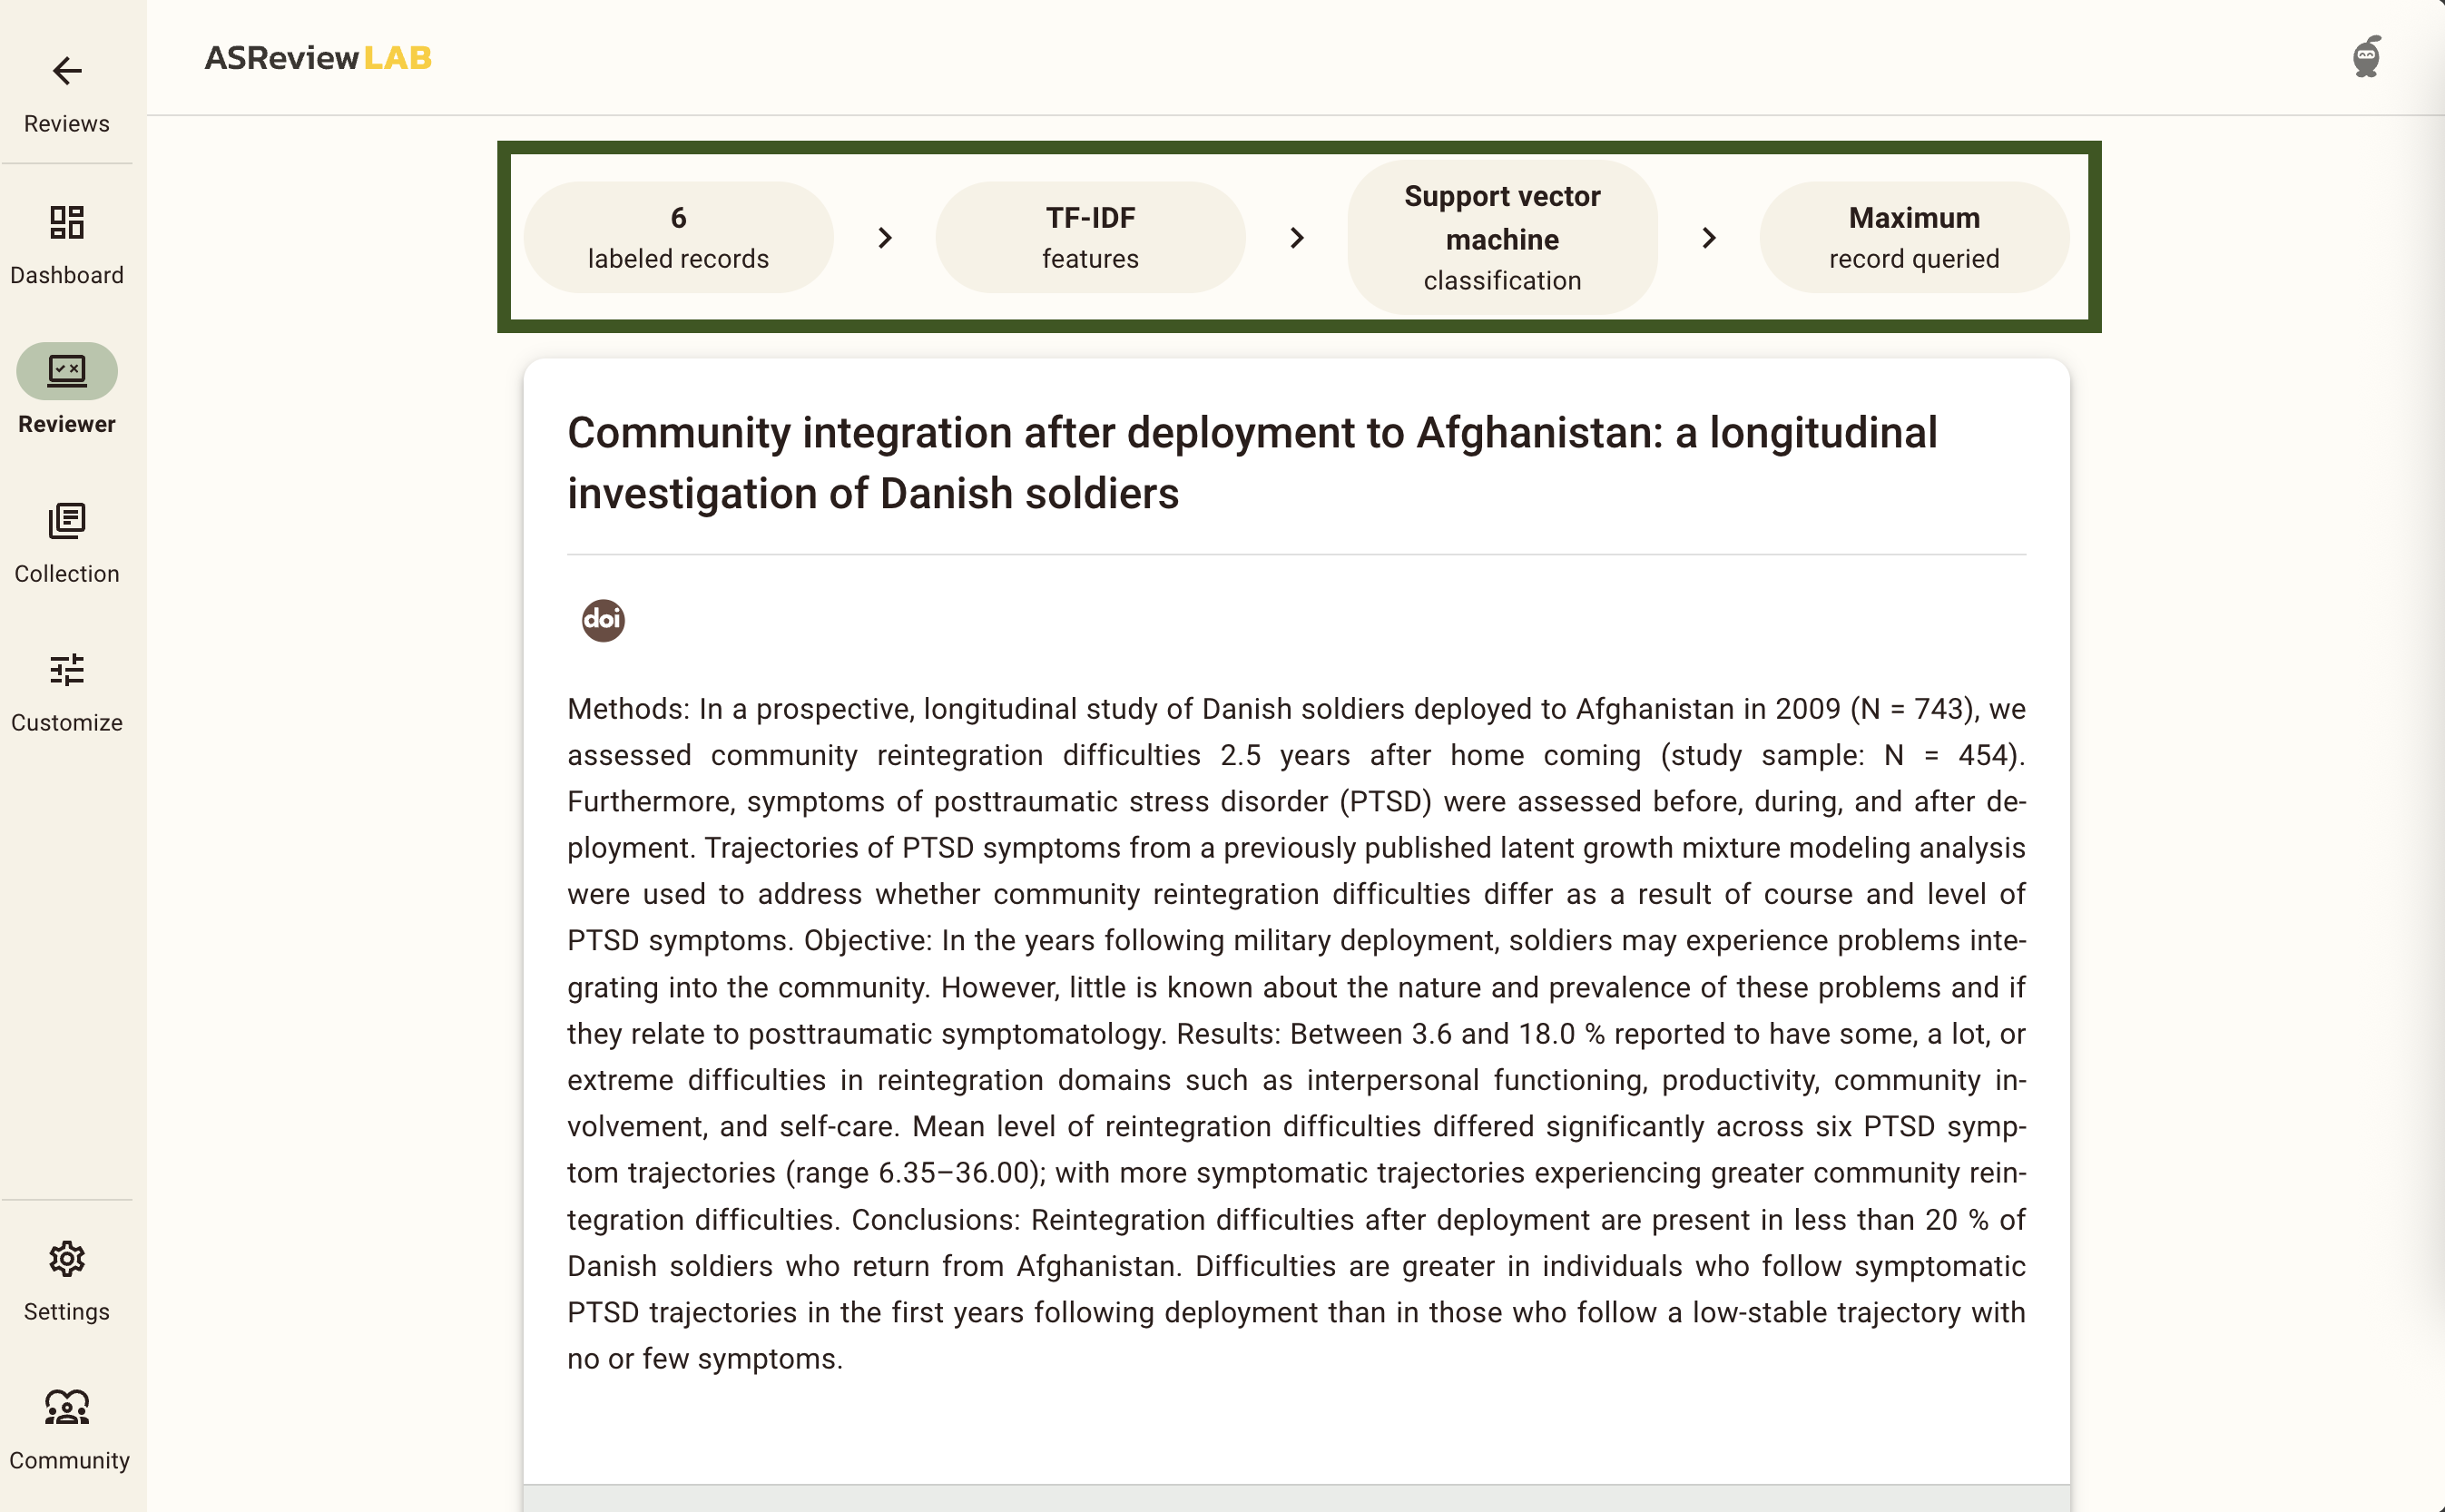 Reviews
Dashboard
Reviewer
Collection
Customize
Settings
Community
ASReview LAB
6
labeled records
TF-IDF
features
Support vector
machine
classification
Maximum
record queried
Community integration after deployment to Afghanistan: a longitudinal
investigation of Danish soldiers
doi
Methods: In a prospective, longitudinal study of Danish soldiers deployed to Afghanistan in 2009 (N = 743), we
assessed community reintegration difficulties 2.5 years after home coming (study sample: N = 454).
Furthermore, symptoms of posttraumatic stress disorder (PTSD) were assessed before, during, and after de-
ployment. Trajectories of PTSD symptoms from a previously published latent growth mixture modeling analysis
were used to address whether community reintegration difficulties differ as a result of course and level of
PTSD symptoms. Objective: In the years following military deployment, soldiers may experience problems inte-
grating into the community. However, little is known about the nature and prevalence of these problems and if
they relate to posttraumatic symptomatology. Results: Between 3.6 and 18.0 % reported to have some, a lot, or
extreme difficulties in reintegration domains such as interpersonal functioning, productivity, community in-
volvement, and self-care. Mean level of reintegration difficulties differed significantly across six PTSD symp-
tom trajectories (range 6.35–36.00); with more symptomatic trajectories experiencing greater community rein-
tegration difficulties. Conclusions: Reintegration difficulties after deployment are present in less than 20 % of
Danish soldiers who return from Afghanistan. Difficulties are greater in individuals who follow symptomatic
PTSD trajectories in the first years following deployment than in those who follow a low-stable trajectory with
no or few symptoms.